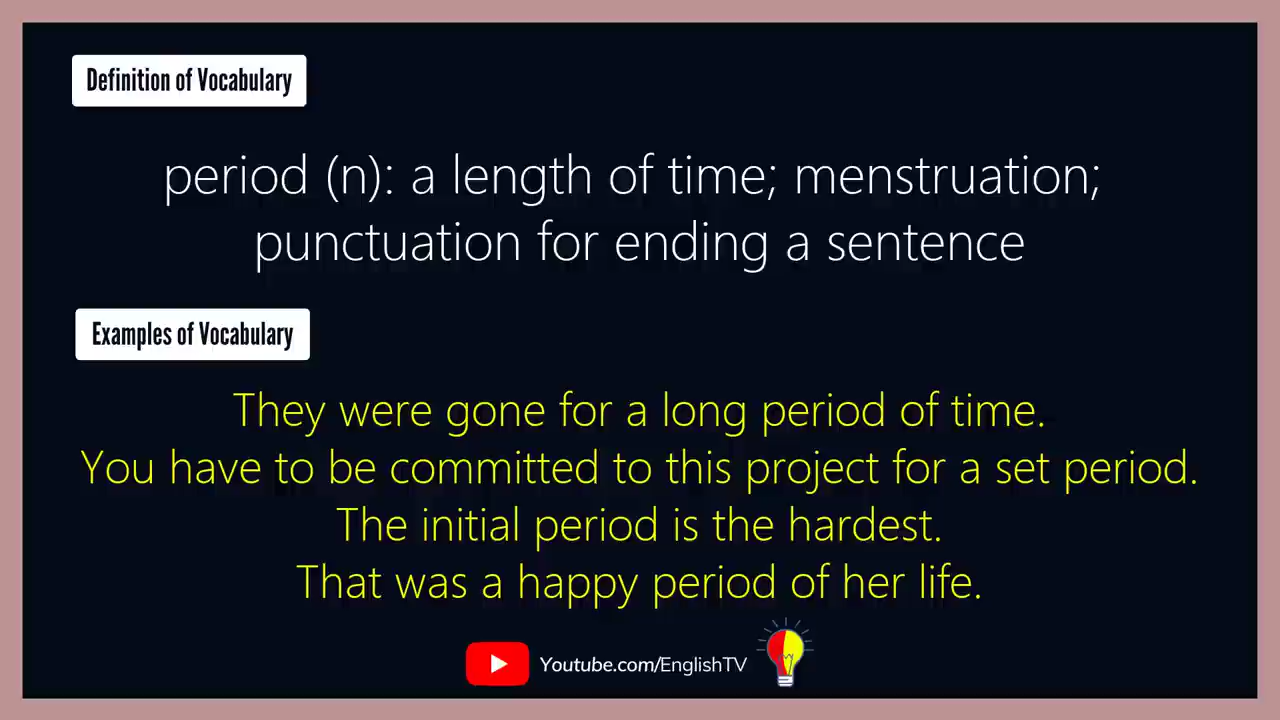 Definition of Vocabulary
period (n): a length of time; menstruation;
punctuation for ending a sentence
Examples of Vocabulary
They were gone for a long period of time.
You have to be committed to this project for a set period.
The initial period is the hardest.
That was a happy period of her life.
Youtube.com/EnglishTV